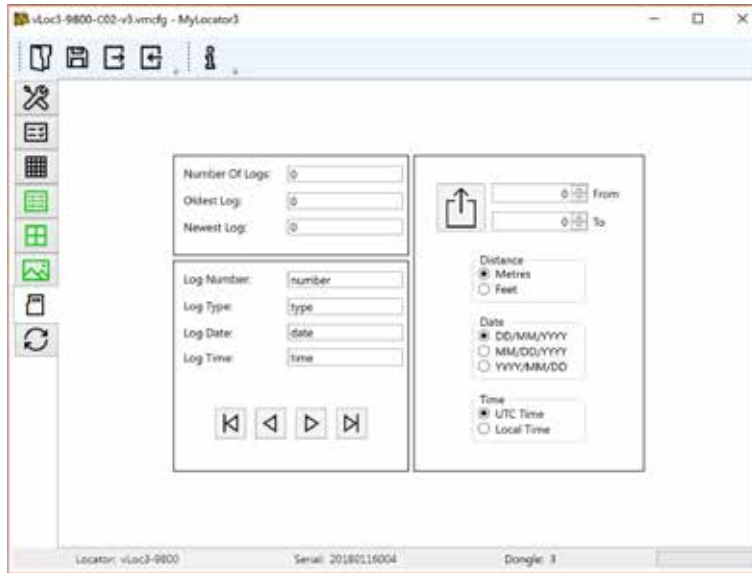 vLoc3-9800-C02-v3.vmcfg - MyLocator3
Number Of Logs: 0
Oldest Log: 0
Newest Log: 0
Log Number: number
Log Type: type
Log Date: date
Log Time: time
0 From
0 To
Distance
Metres
Feet
Date
DD/MM/YYYY
MM/DD/YYYY
YYYY/MM/DD
Time
UTC Time
Local Time
Locator: vLoc3-9800 Serial: 20180116004 Dongle: 3